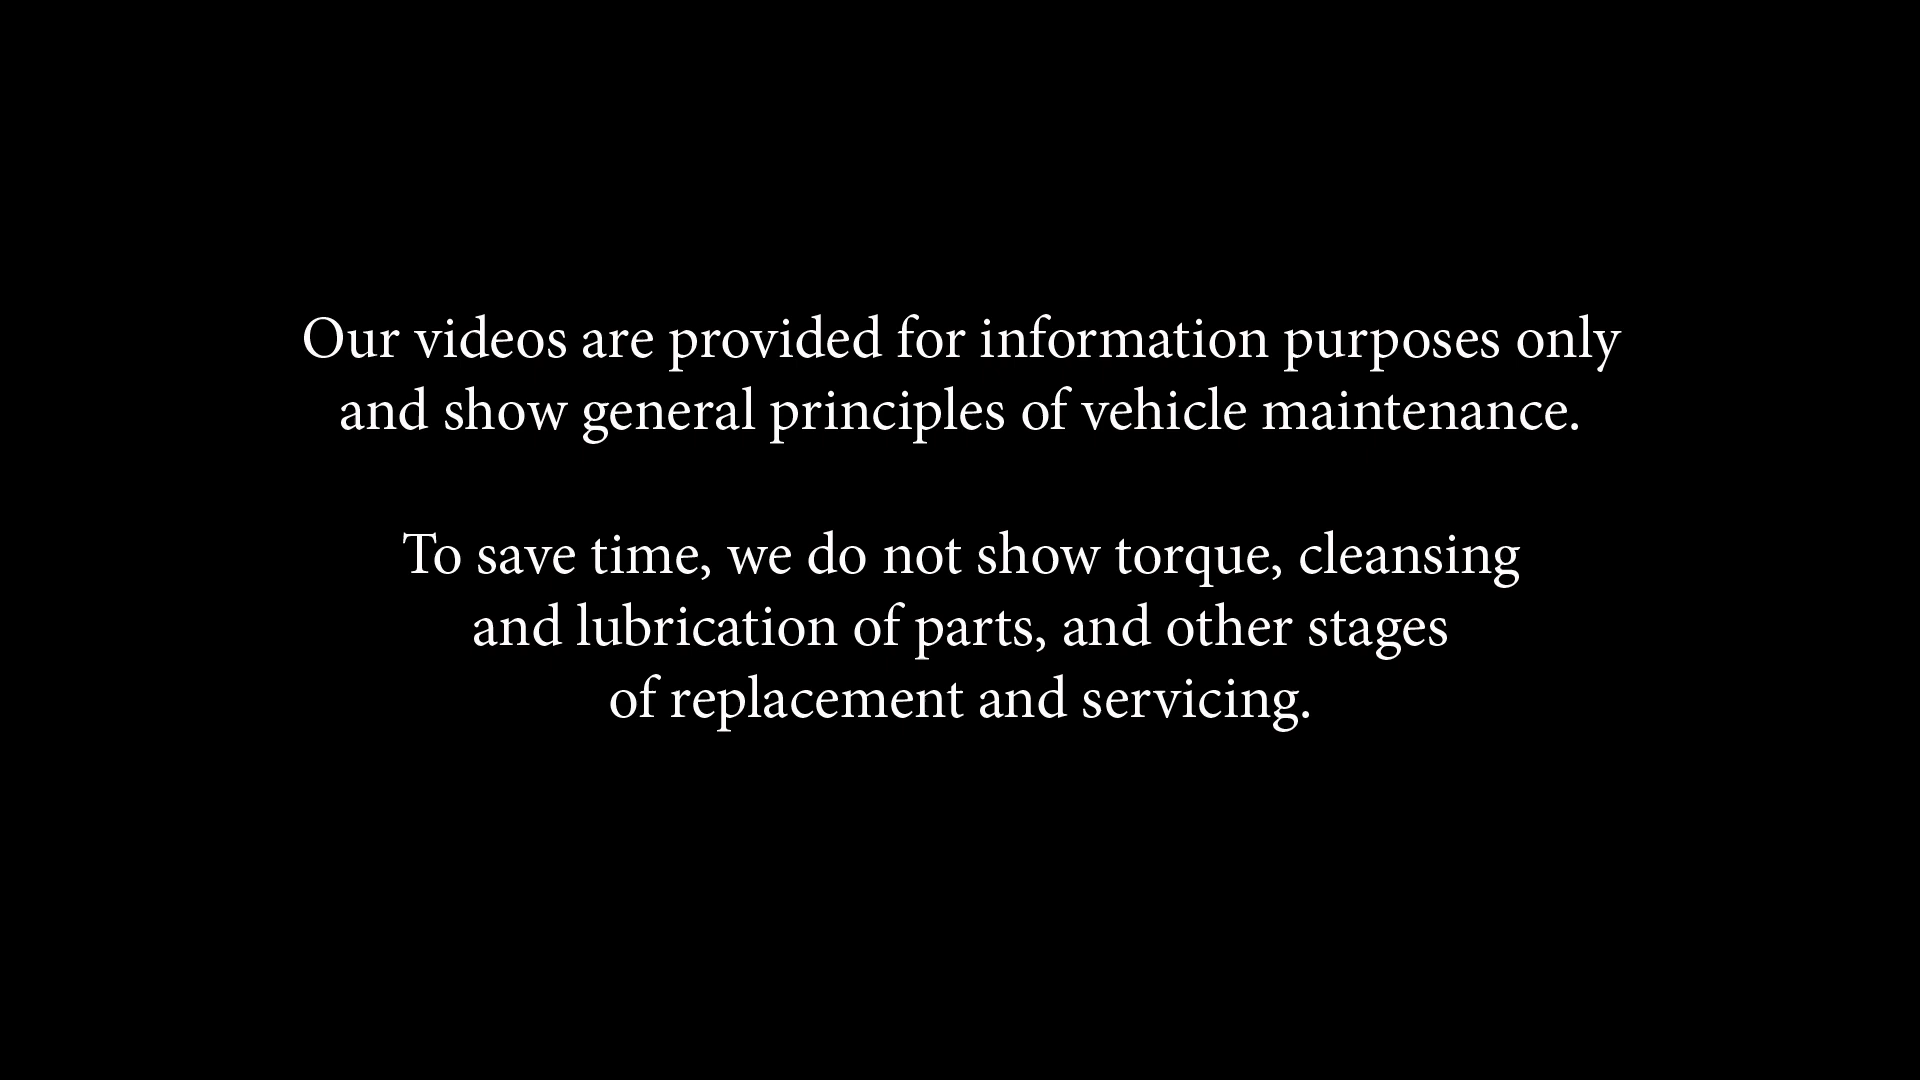 Our videos are provided for information purposes only
and show general principles of vehicle maintenance.
To save time, we do not show torque, cleansing
and lubrication of parts, and other stages
of replacement and servicing.